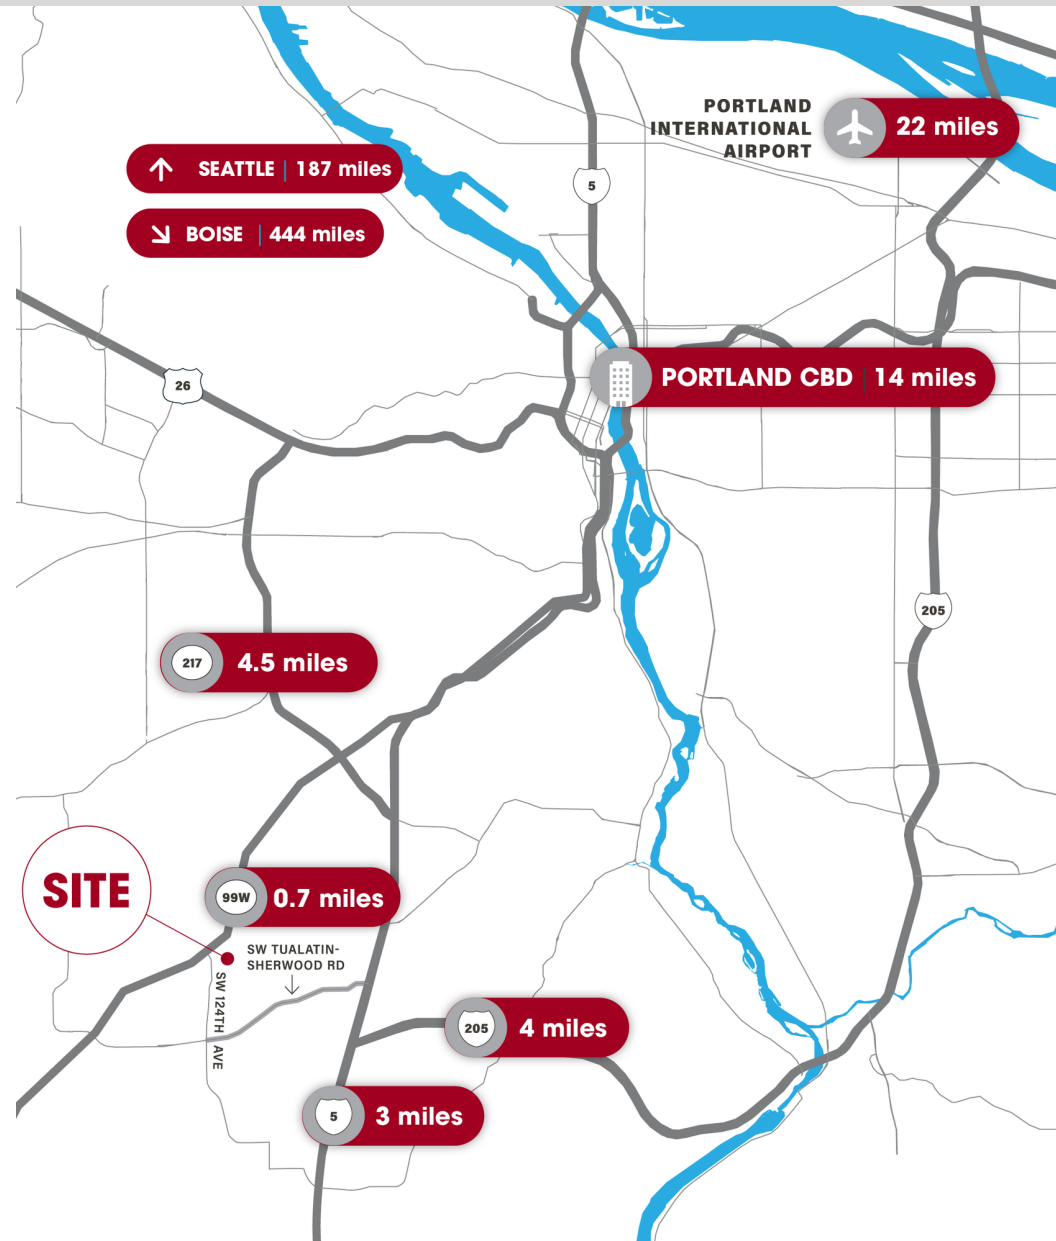 PORTLAND
INTERNATIONAL
AIRPORT
22 miles
SEATTLE | 187 miles
5
BOISE | 444 miles
PORTLAND CBD | 14 miles
26
205
217
4.5 miles
SITE
99W
0.7 miles
SW TUALATIN-
SHERWOOD RD
SW 124TH AVE
205
4 miles
5
3 miles